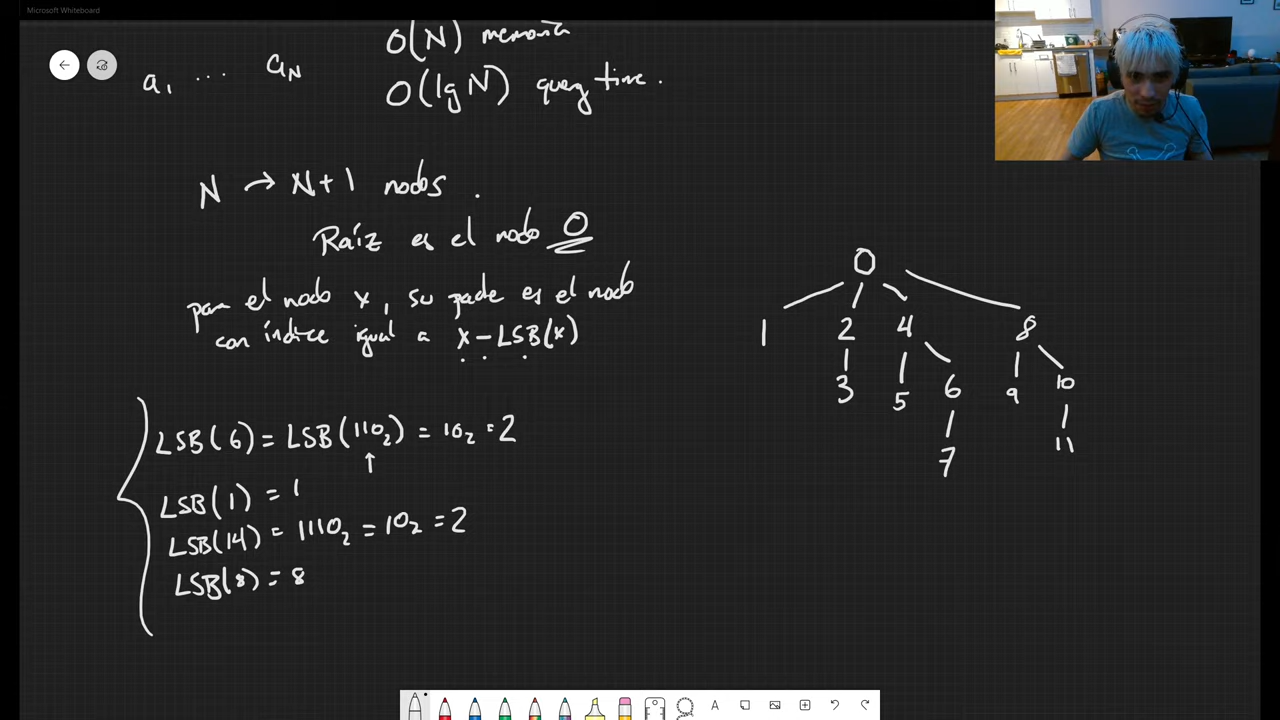 Microsoft Whiteboard
O(N) memoria
a₁ ... aN
O(lg N) query time.
N → N+1 nodos.
Raíz es el nodo 0
para el nodo x, su padre es el nodo
con índice igual a x - LSB(x)
LSB(6) = LSB(110₂) = 10₂ = 2
LSB(1) = 1
LSB(14) = 1110₂ = 10₂ = 2
LSB(8) = 8
0
1 2 4 8
3 5 6 9 10
7 11
A